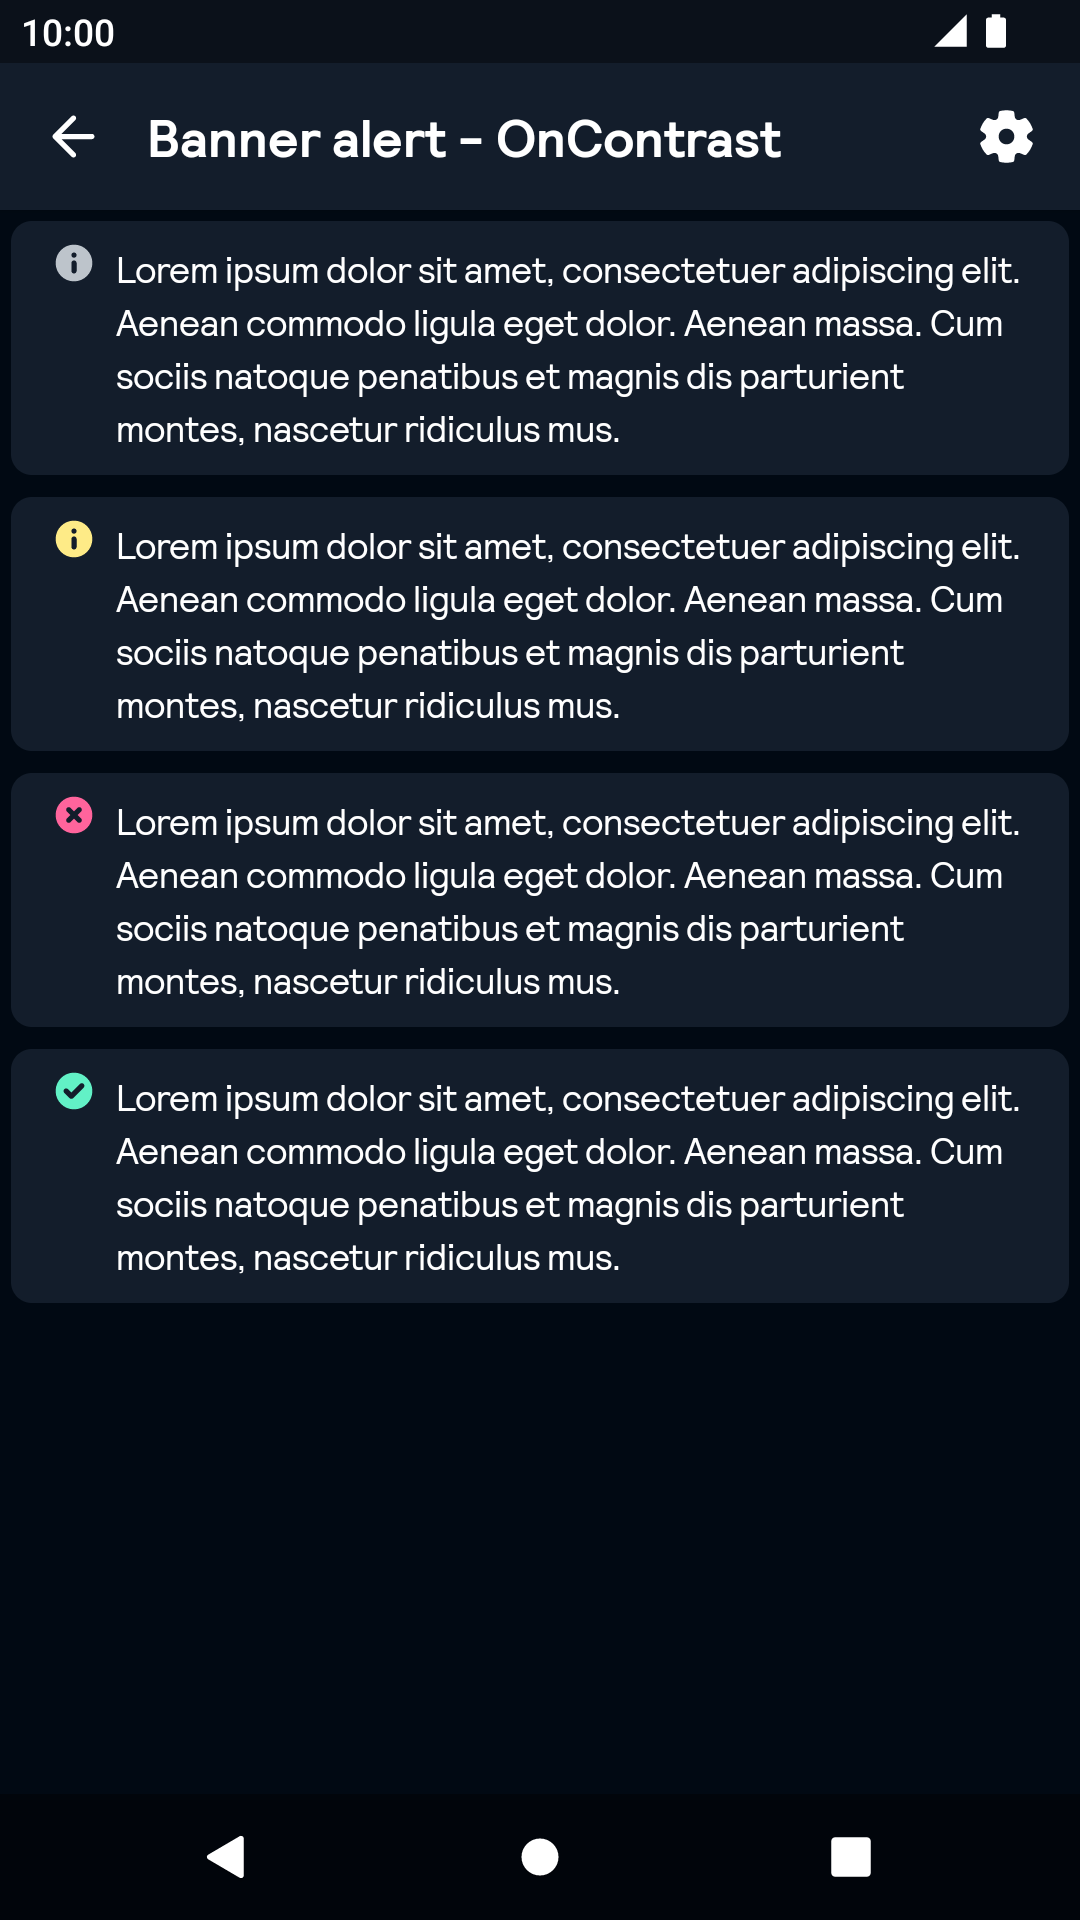 10:00
Banner alert - OnContrast
Lorem ipsum dolor sit amet, consectetuer adipiscing elit.
Aenean commodo ligula eget dolor. Aenean massa. Cum
sociis natoque penatibus et magnis dis parturient
montes, nascetur ridiculus mus.
Lorem ipsum dolor sit amet, consectetuer adipiscing elit.
Aenean commodo ligula eget dolor. Aenean massa. Cum
sociis natoque penatibus et magnis dis parturient
montes, nascetur ridiculus mus.
Lorem ipsum dolor sit amet, consectetuer adipiscing elit.
Aenean commodo ligula eget dolor. Aenean massa. Cum
sociis natoque penatibus et magnis dis parturient
montes, nascetur ridiculus mus.
Lorem ipsum dolor sit amet, consectetuer adipiscing elit.
Aenean commodo ligula eget dolor. Aenean massa. Cum
sociis natoque penatibus et magnis dis parturient
montes, nascetur ridiculus mus.